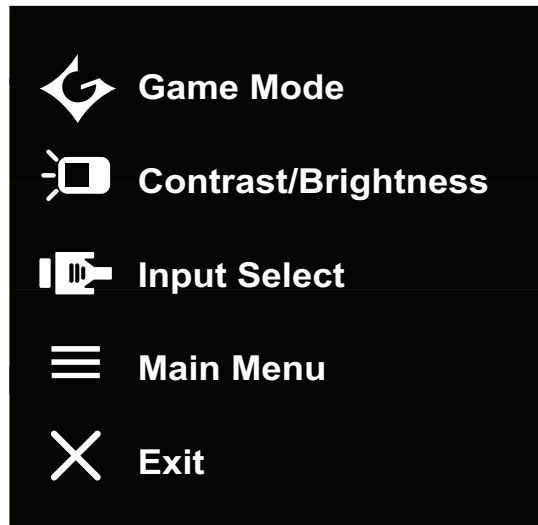 Game Mode
Contrast/Brightness
Input Select
Main Menu
Exit